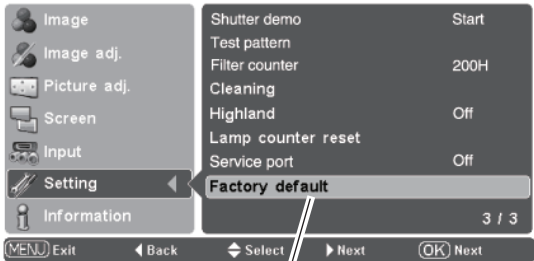 Image
Image adj.
Picture adj.
Screen
Input
Setting
Information
Shutter demo Start
Test pattern
Filter counter 200H
Cleaning
Highland Off
Lamp counter reset
Service port Off
Factory default
3 / 3
MENU Exit Back Select Next OK Next